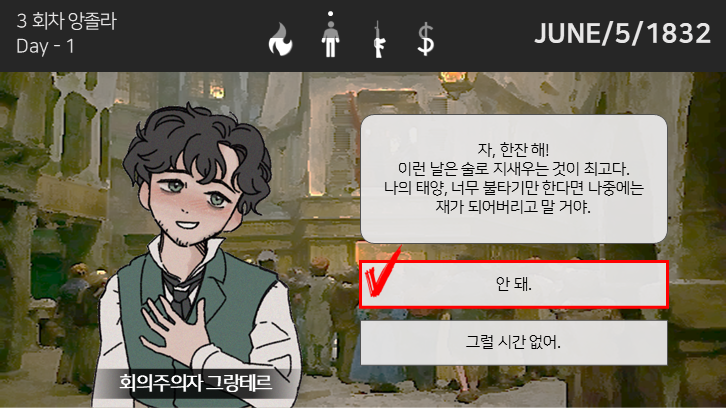 3 회차 앙졸라
Day - 1
JUNE/5/1832
자, 한잔 해!
이런 날은 술로 지새우는 것이 최고다.
나의 태양, 너무 불타기만 한다면 나중에는
재가 되어버리고 말 거야.
안 돼.
그럴 시간 없어.
회의주의자 그랑테르